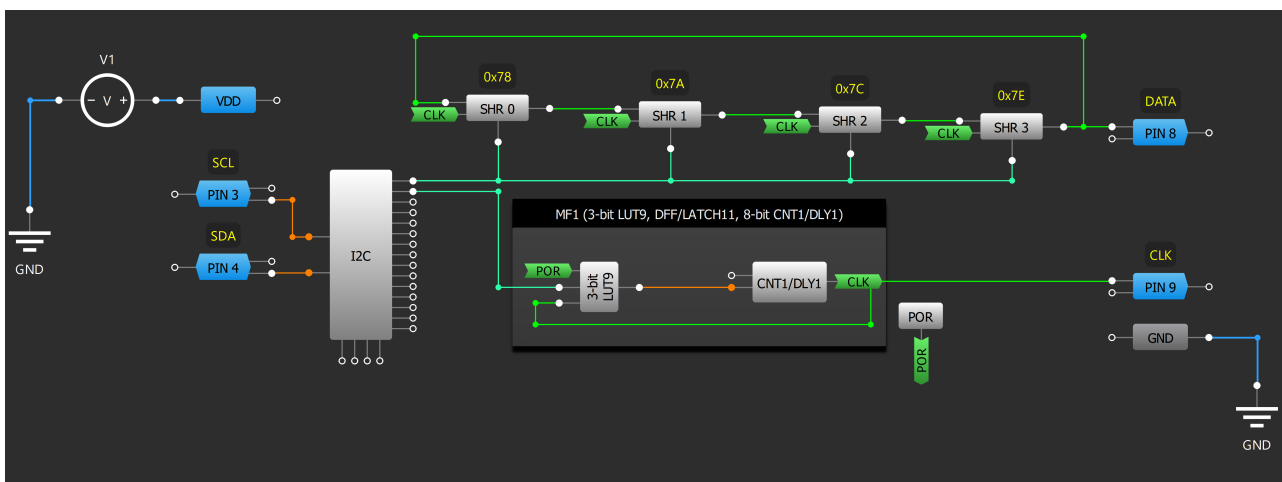 V1
− V +
VDD
GND
SCL
PIN 3
SDA
PIN 4
I2C
0x78
CLK
SHR 0
0x7A
CLK
SHR 1
0x7C
CLK
SHR 2
0x7E
CLK
SHR 3
DATA
PIN 8
MF1 (3-bit LUT9, DFF/LATCH11, 8-bit CNT1/DLY1)
POR
3-bit
LUT9
CNT1/DLY1
CLK
POR
POR
CLK
PIN 9
GND
GND